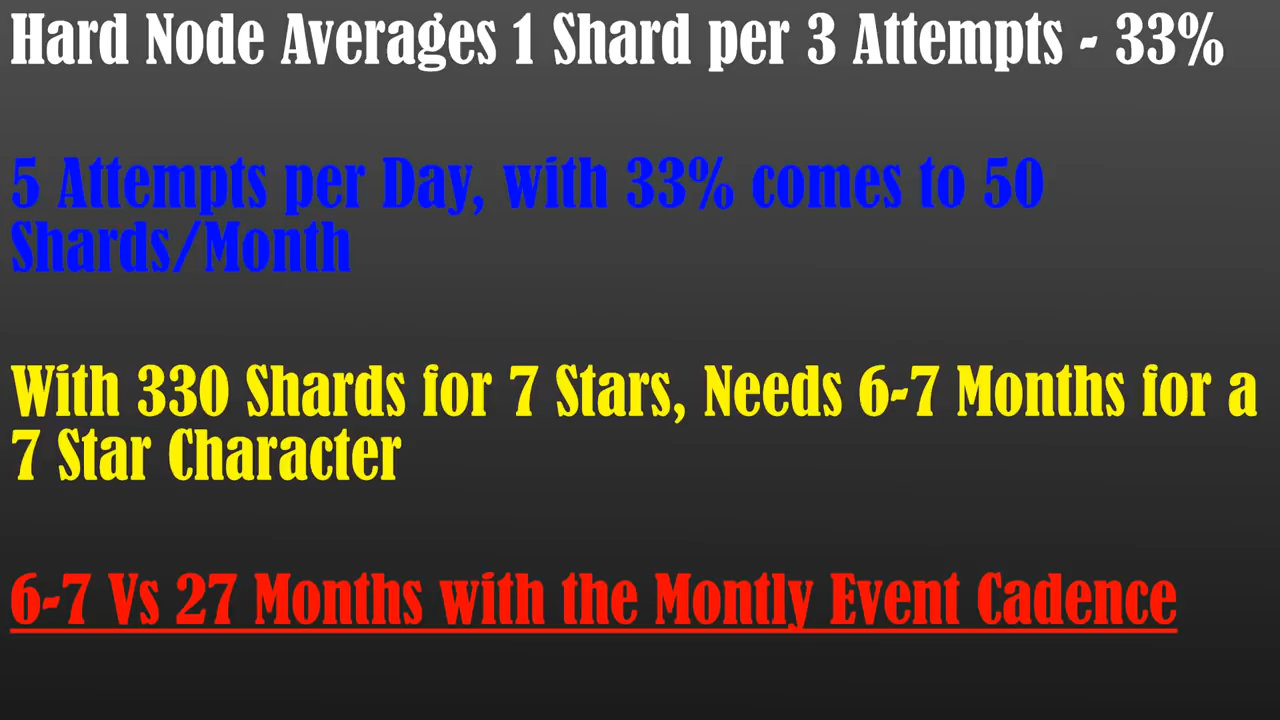 Hard Node Averages 1 Shard per 3 Attempts - 33%
5 Attempts per Day, with 33% comes to 50
Shards/Month
With 330 Shards for 7 Stars, Needs 6-7 Months for a
7 Star Character
6-7 Vs 27 Months with the Montly Event Cadence